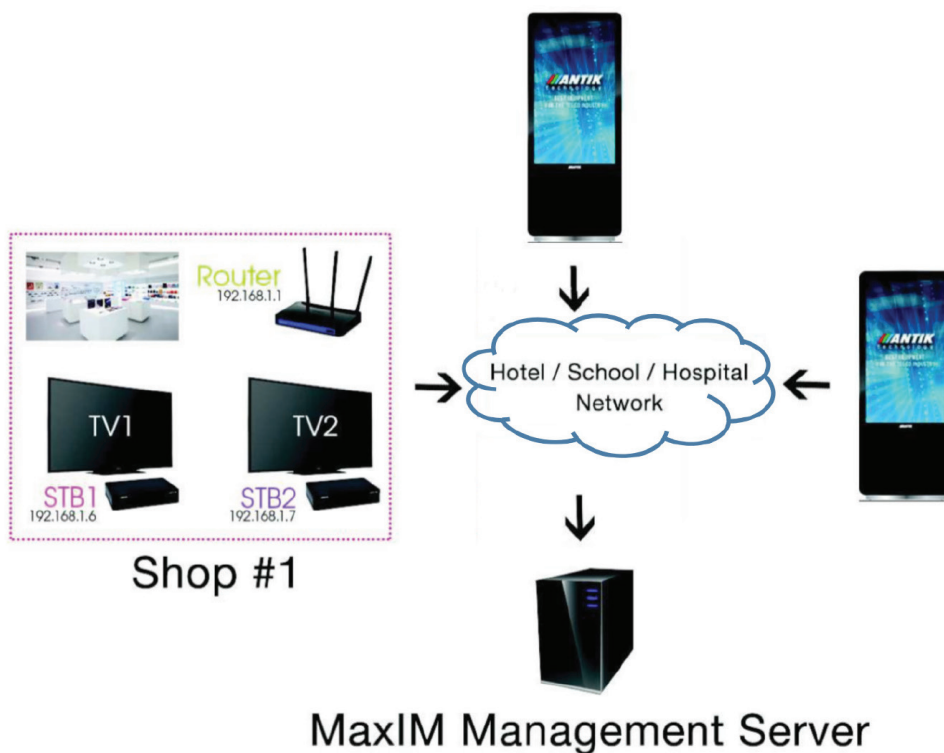 ANTIK
Router
192.168.1.1
TV1
TV2
STB1
192.168.1.6
STB2
192.168.1.7
Shop #1
Hotel / School / Hospital
Network
ANTIK
MaxIM Management Server